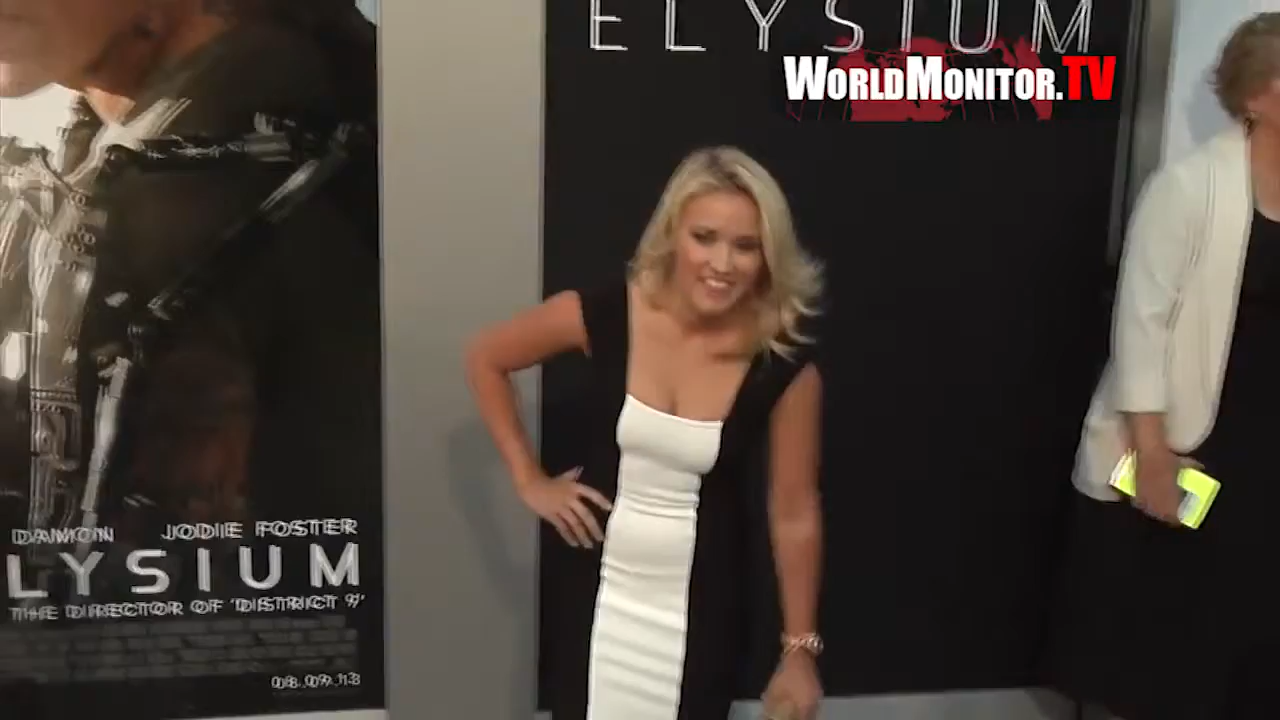 ELYSIUM
WORLDMONITOR.TV
DAMON JODIE FOSTER
LYSIUM
THE DIRECTOR OF 'DISTRICT 9'
08.09.13